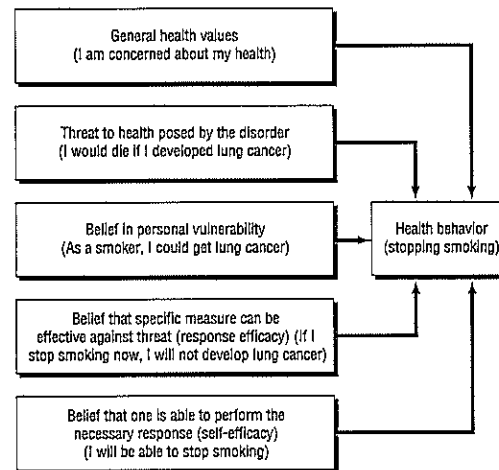 General health values
(I am concerned about my health)
Threat to health posed by the disorder
(I would die if I developed lung cancer)
Belief in personal vulnerability
(As a smoker, I could get lung cancer)
Health behavior
(stopping smoking)
Belief that specific measure can be
effective against threat (response efficacy) (If I
stop smoking now, I will not develop lung cancer)
Belief that one is able to perform the
necessary response (self-efficacy)
(I will be able to stop smoking)